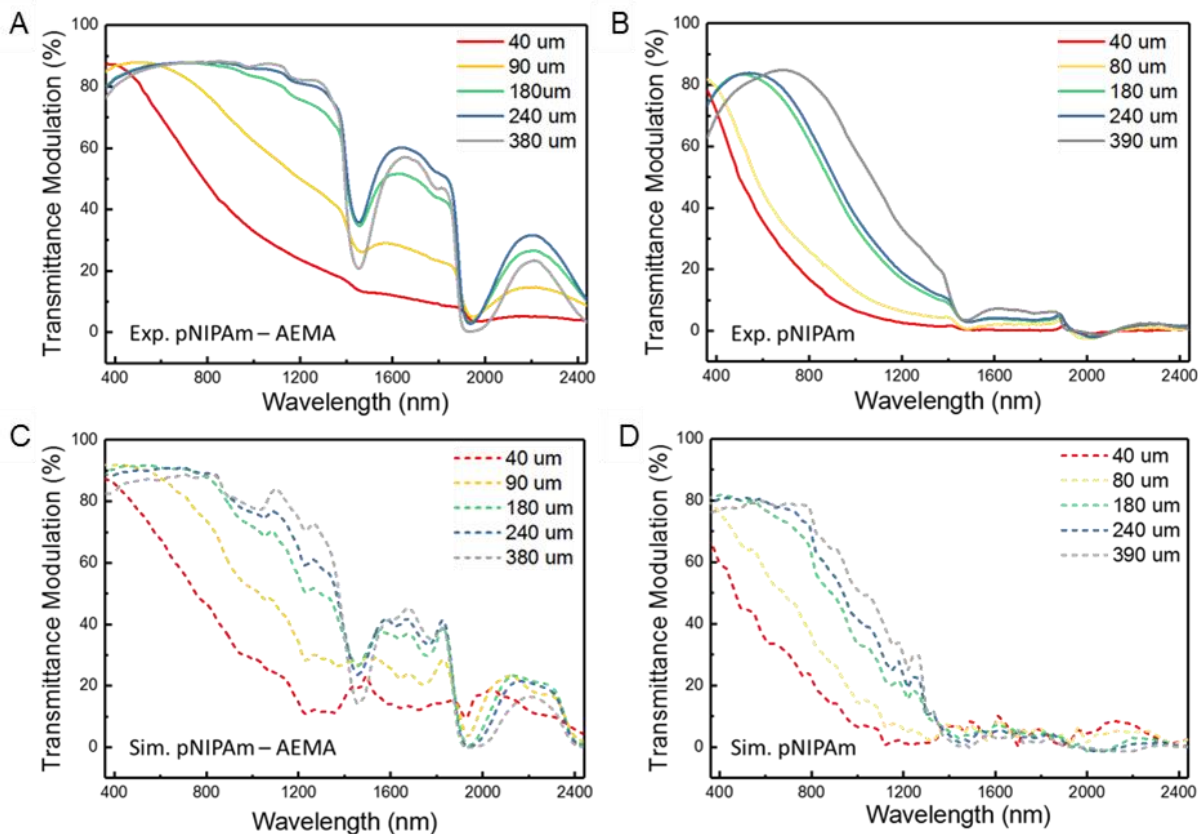 A
Transmittance Modulation (%)
100
80
60
40
20
0
40 um
90 um
180um
240 um
380 um
Exp. pNIPAm – AEMA
400 800 1200 1600 2000 2400
Wavelength (nm)
B
Transmittance Modulation (%)
100
80
60
40
20
0
40 um
80 um
180 um
240 um
390 um
Exp. pNIPAm
400 800 1200 1600 2000 2400
Wavelength (nm)
C
Transmittance Modulation (%)
100
80
60
40
20
0
40 um
90 um
180 um
240 um
380 um
Sim. pNIPAm – AEMA
400 800 1200 1600 2000 2400
Wavelength (nm)
D
Transmittance Modulation (%)
100
80
60
40
20
0
40 um
80 um
180 um
240 um
390 um
Sim. pNIPAm
400 800 1200 1600 2000 2400
Wavelength (nm)